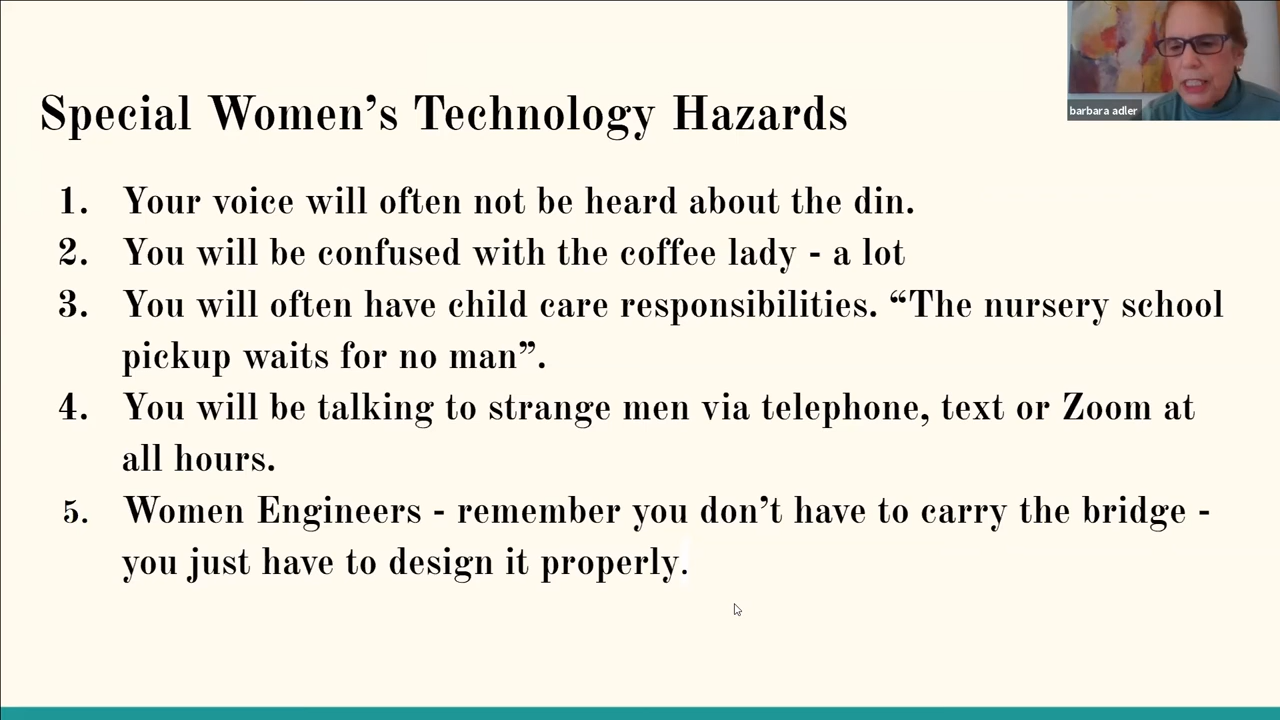 barbara adler
Special Women's Technology Hazards
1. Your voice will often not be heard about the din.
2. You will be confused with the coffee lady - a lot
3. You will often have child care responsibilities. “The nursery school
pickup waits for no man”.
4. You will be talking to strange men via telephone, text or Zoom at
all hours.
5. Women Engineers - remember you don’t have to carry the bridge -
you just have to design it properly.